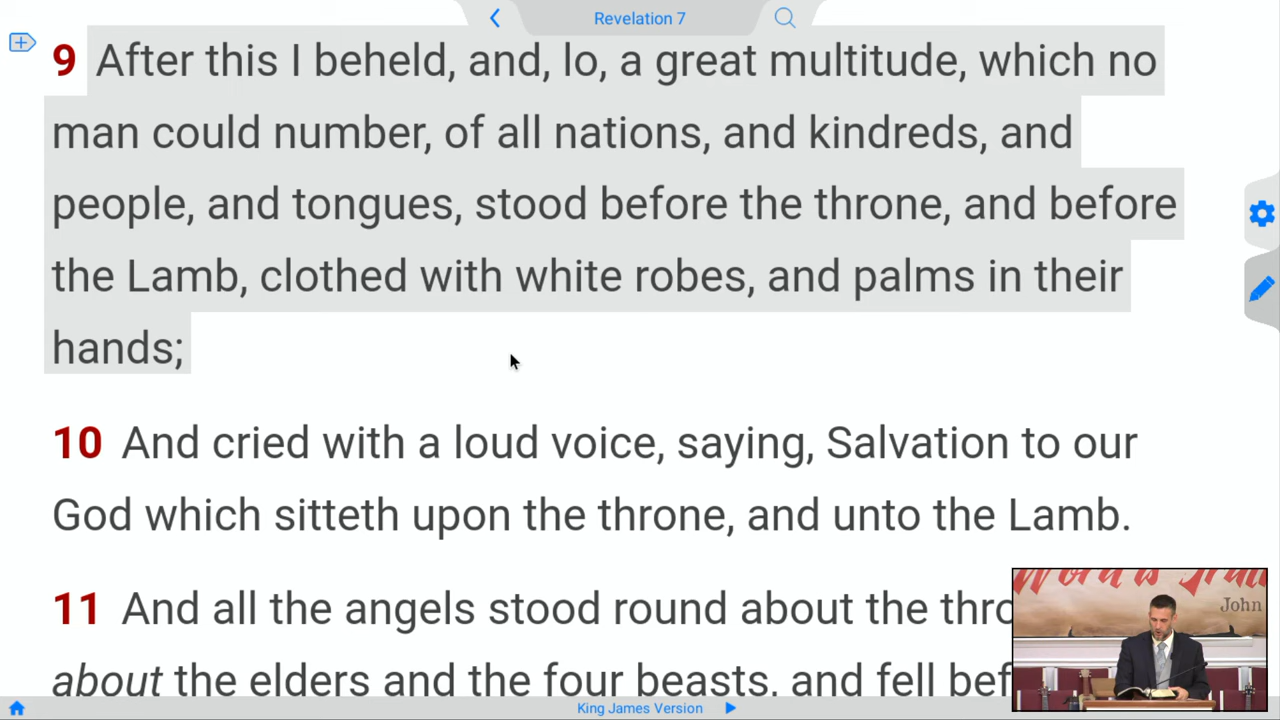 Revelation 7
9 After this I beheld, and, lo, a great multitude, which no
man could number, of all nations, and kindreds, and
people, and tongues, stood before the throne, and before
the Lamb, clothed with white robes, and palms in their
hands;
10 And cried with a loud voice, saying, Salvation to our
God which sitteth upon the throne, and unto the Lamb.
11 And all the angels stood round about the thro
about the elders and the four beasts, and fell bef
Word is
John
King James Version